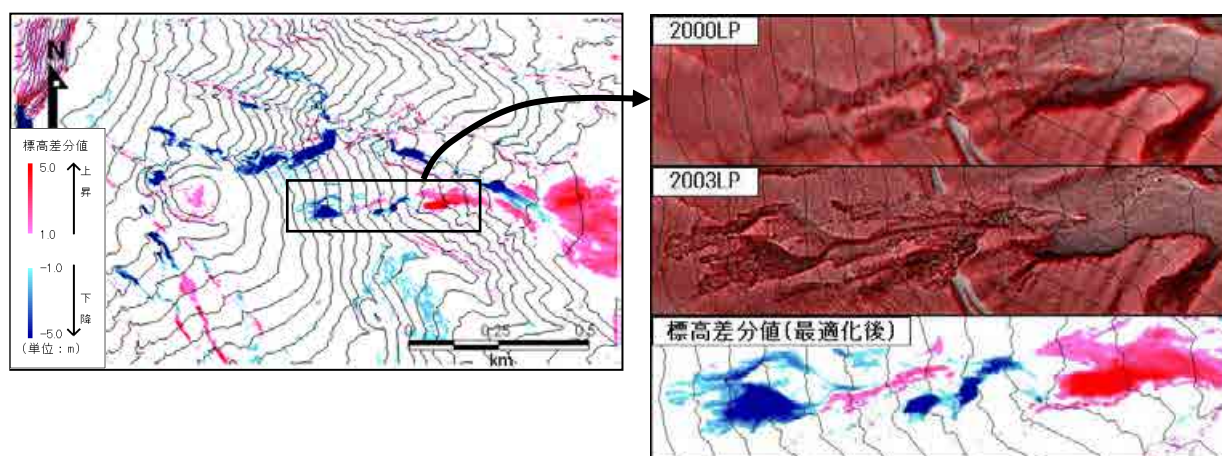 N
標高差分値
5.0
上
昇
1.0
-1.0
下
降
-5.0
(単位:m)
0 0.25 0.5
km
2000LP
2003LP
標高差分値(最適化後)